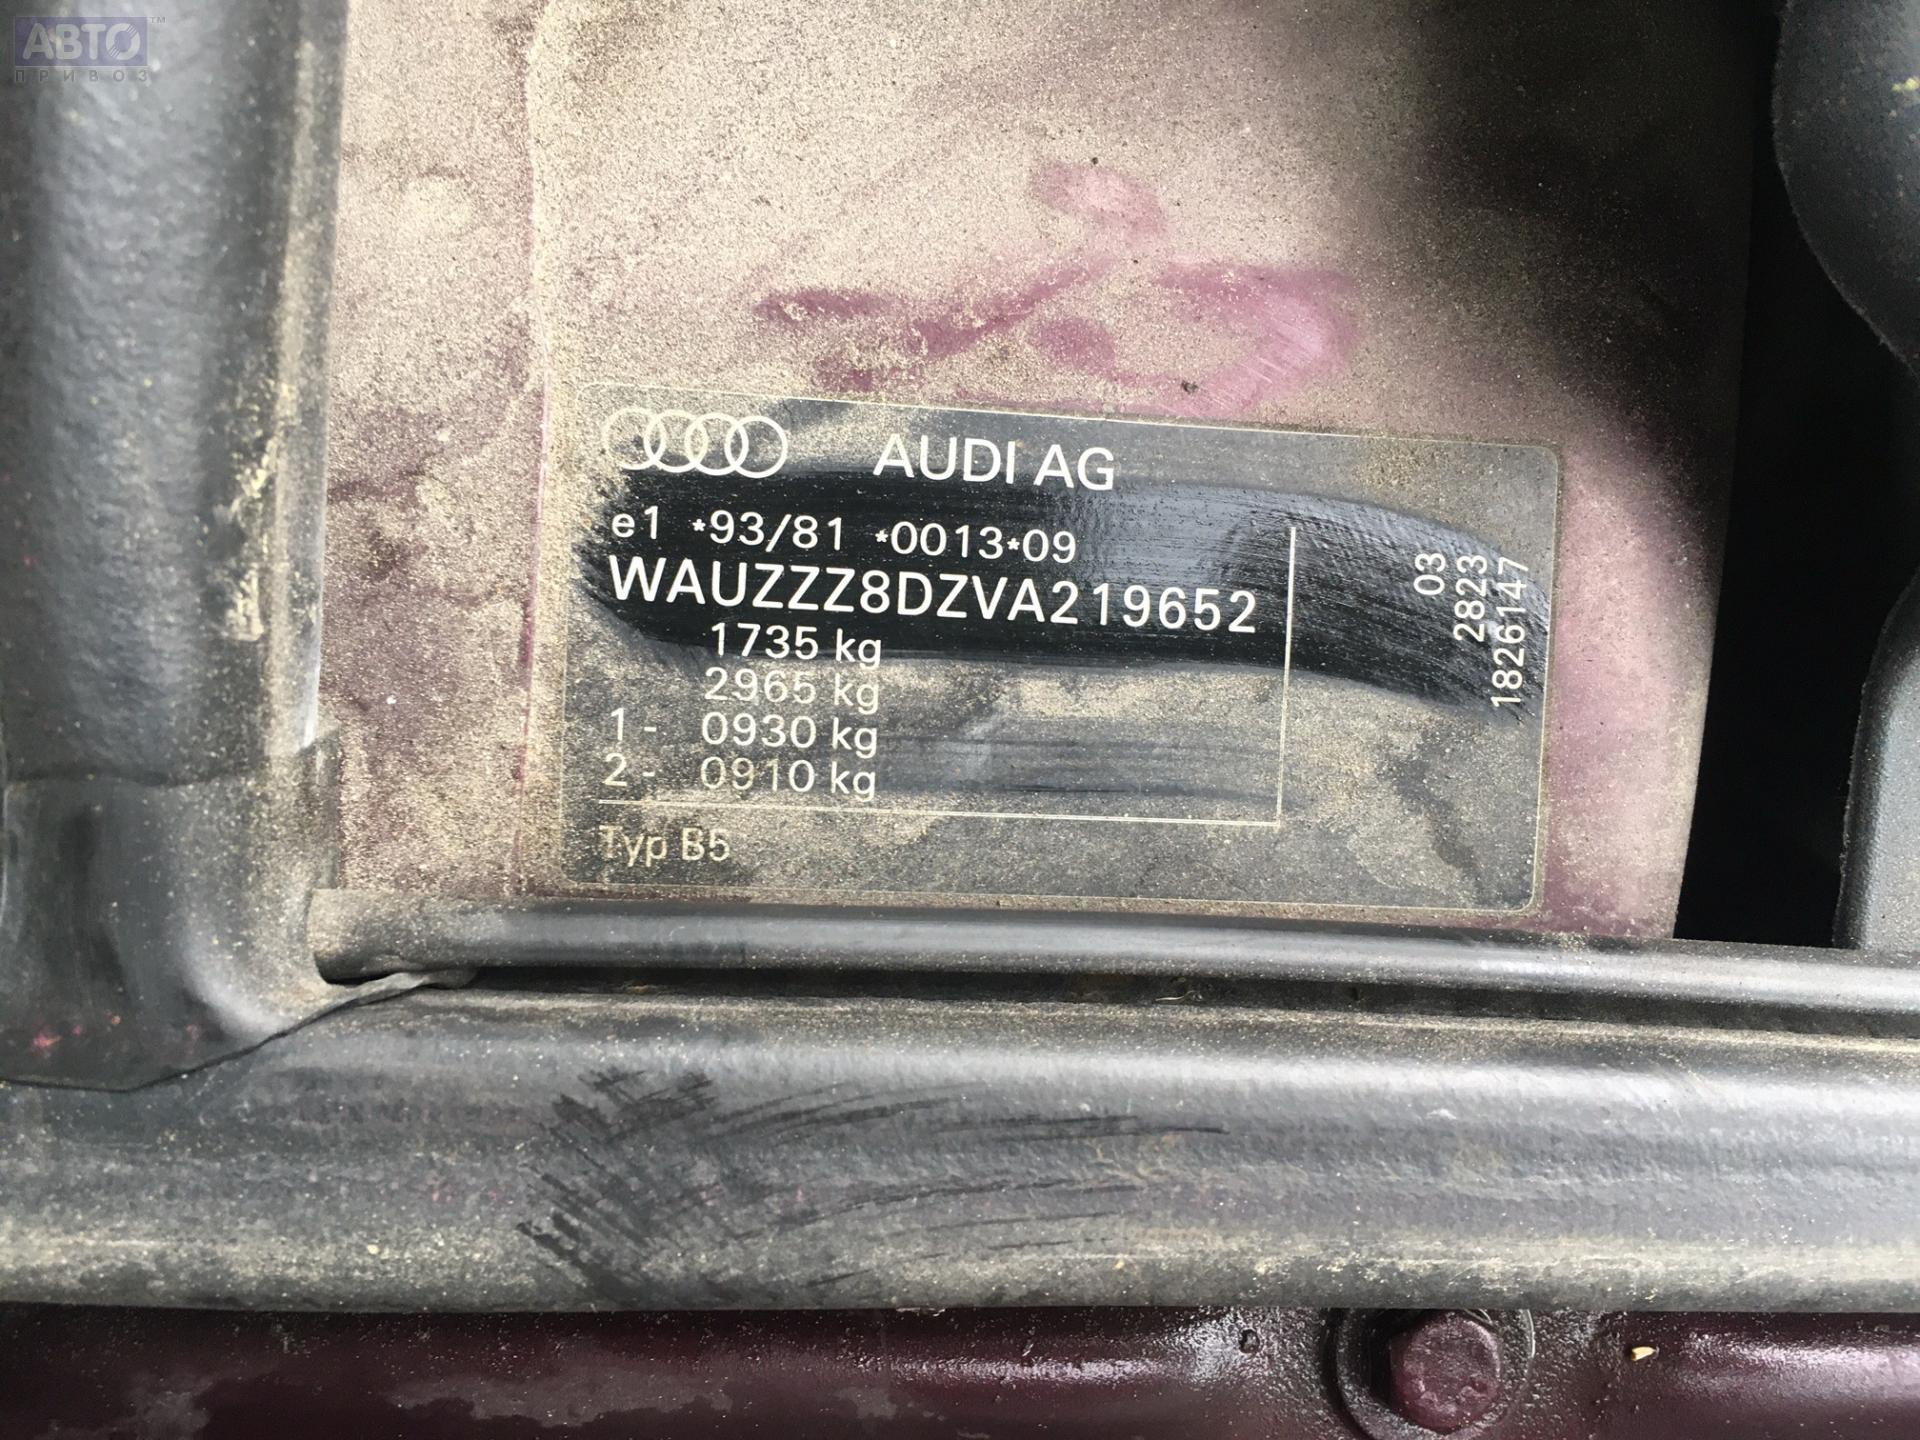 АВТО™
ПРИВОЗ
AUDI AG
e1 *93/81 *0013*09
WAUZZZ8DZVA219652
1735 kg
2965 kg
1- 0930 kg
2- 0910 kg
Typ B5
03
2823
1826147